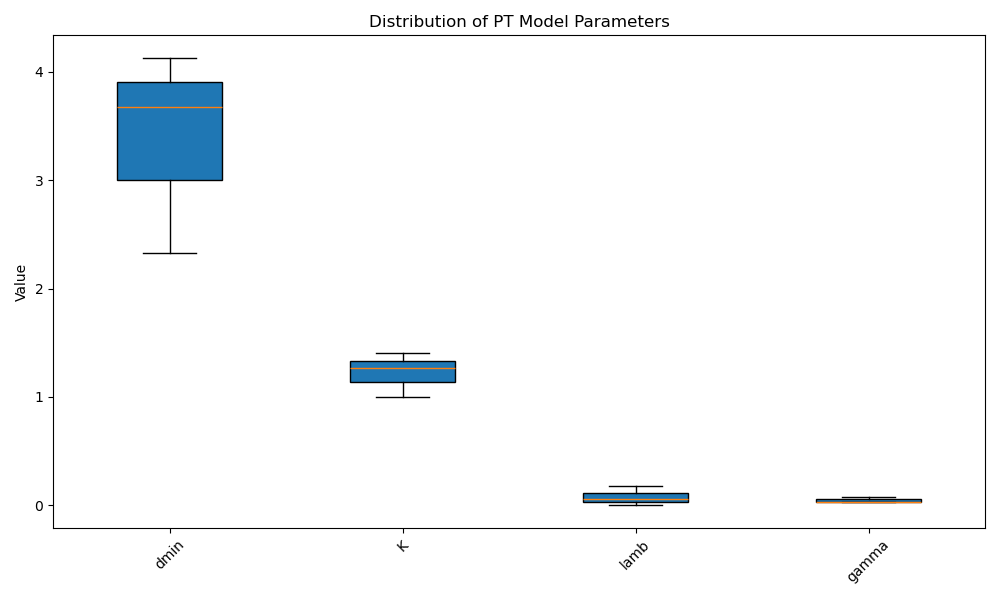 Distribution of PT Model Parameters
4
3
2
1
0
Value
dmin
K
lamb
gamma